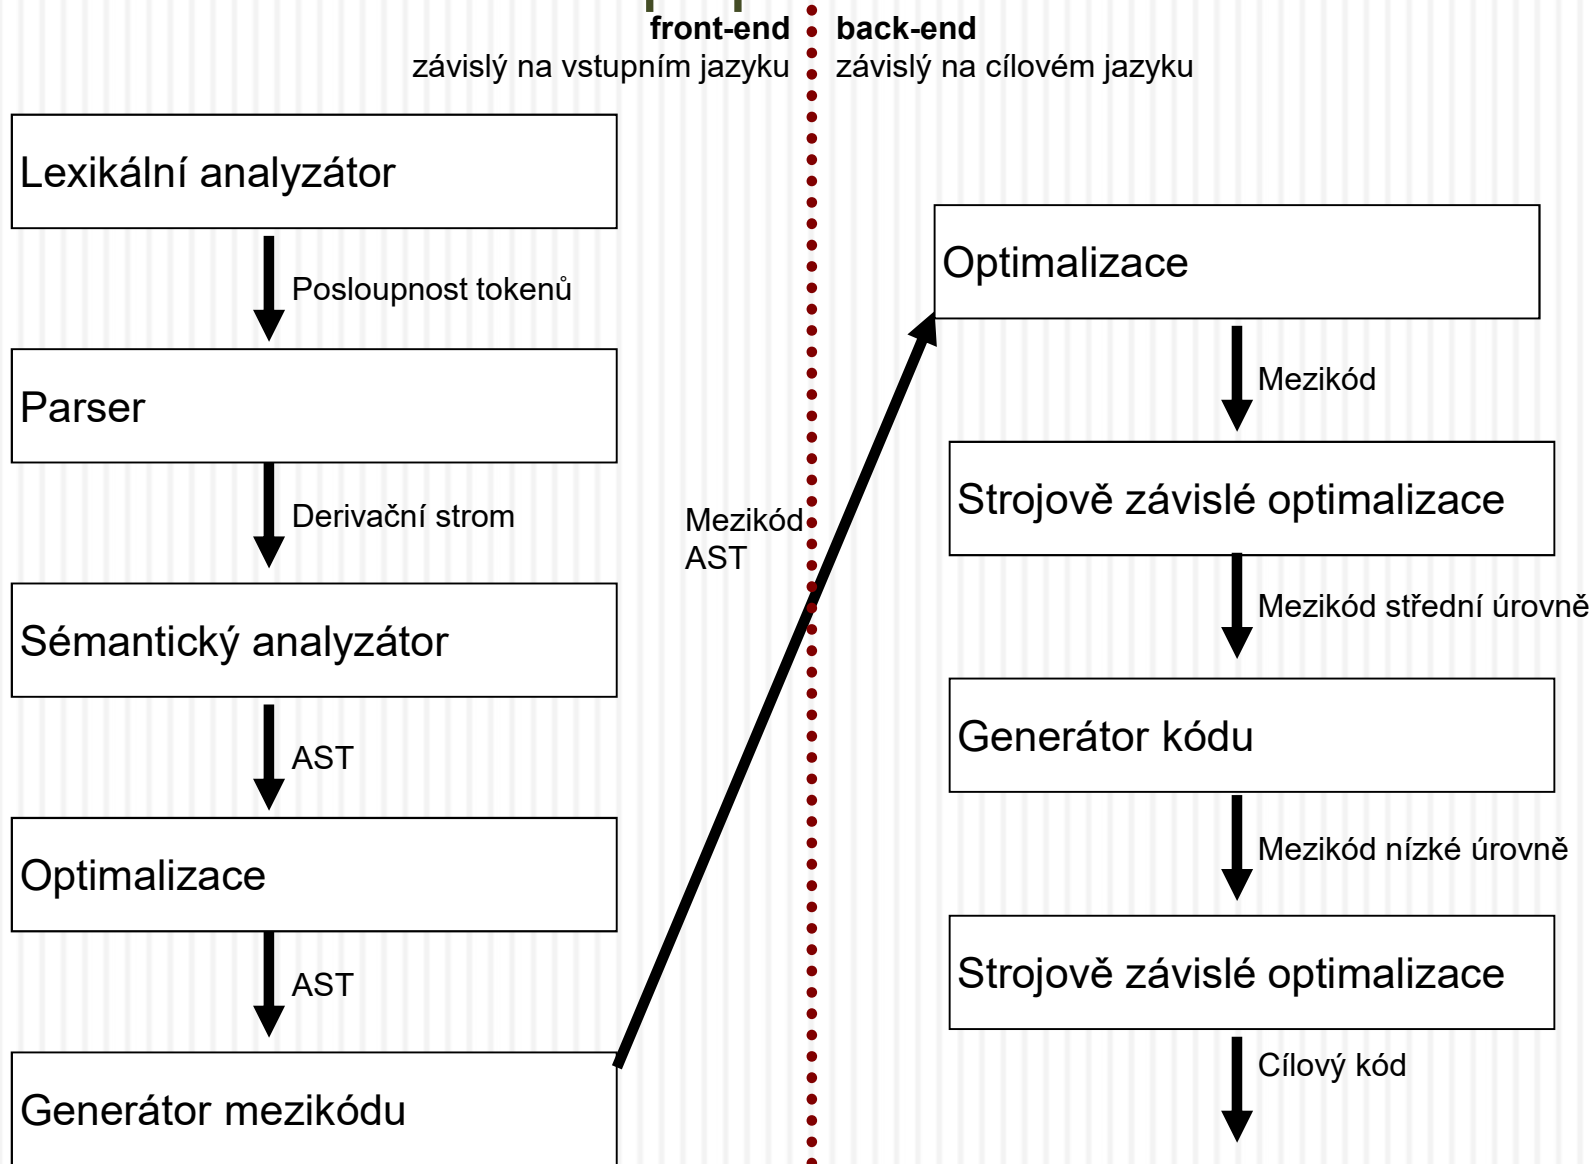 front-end
závislý na vstupním jazyku
back-end
závislý na cílovém jazyku
Lexikální analyzátor
Posloupnost tokenů
Parser
Derivační strom
Sémantický analyzátor
AST
Optimalizace
AST
Generátor mezikódu
Mezikód
AST
Optimalizace
Mezikód
Strojově závislé optimalizace
Mezikód střední úrovně
Generátor kódu
Mezikód nízké úrovně
Strojově závislé optimalizace
Cílový kód